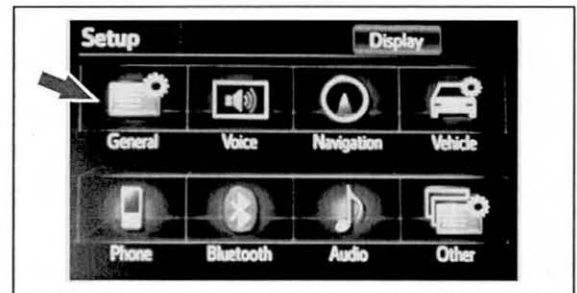 Setup Display
General Voice Navigation Vehicle
Phone Bluetooth Audio Other